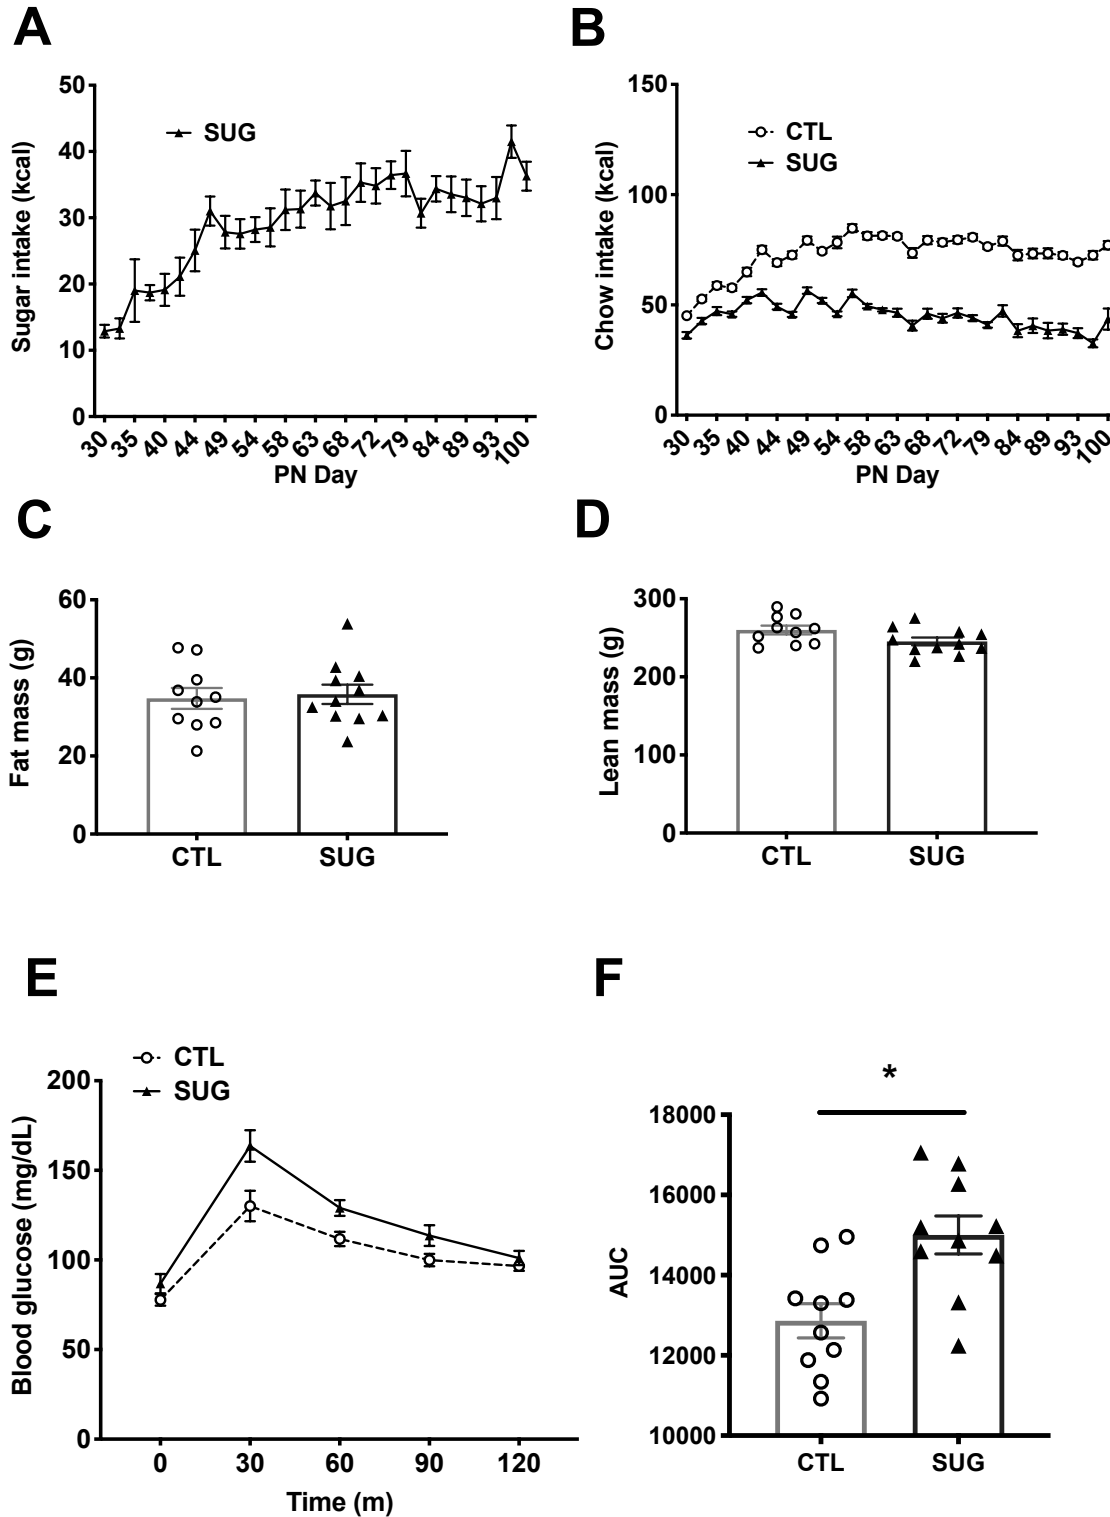 A
50
40
30
20
10
0
Sugar intake (kcal)
SUG
30 35 40 44 49 54 58 63 68 72 79 84 89 93 100
PN Day
B
150
100
50
0
Chow intake (kcal)
CTL
SUG
30 35 40 44 49 54 58 63 68 72 79 84 89 93 100
PN Day
C
60
40
20
0
Fat mass (g)
CTL SUG
D
300
200
100
0
Lean mass (g)
CTL SUG
E
CTL
SUG
200
150
100
50
0
Blood glucose (mg/dL)
0 30 60 90 120
Time (m)
F
*
18000
16000
14000
12000
10000
AUC
CTL SUG